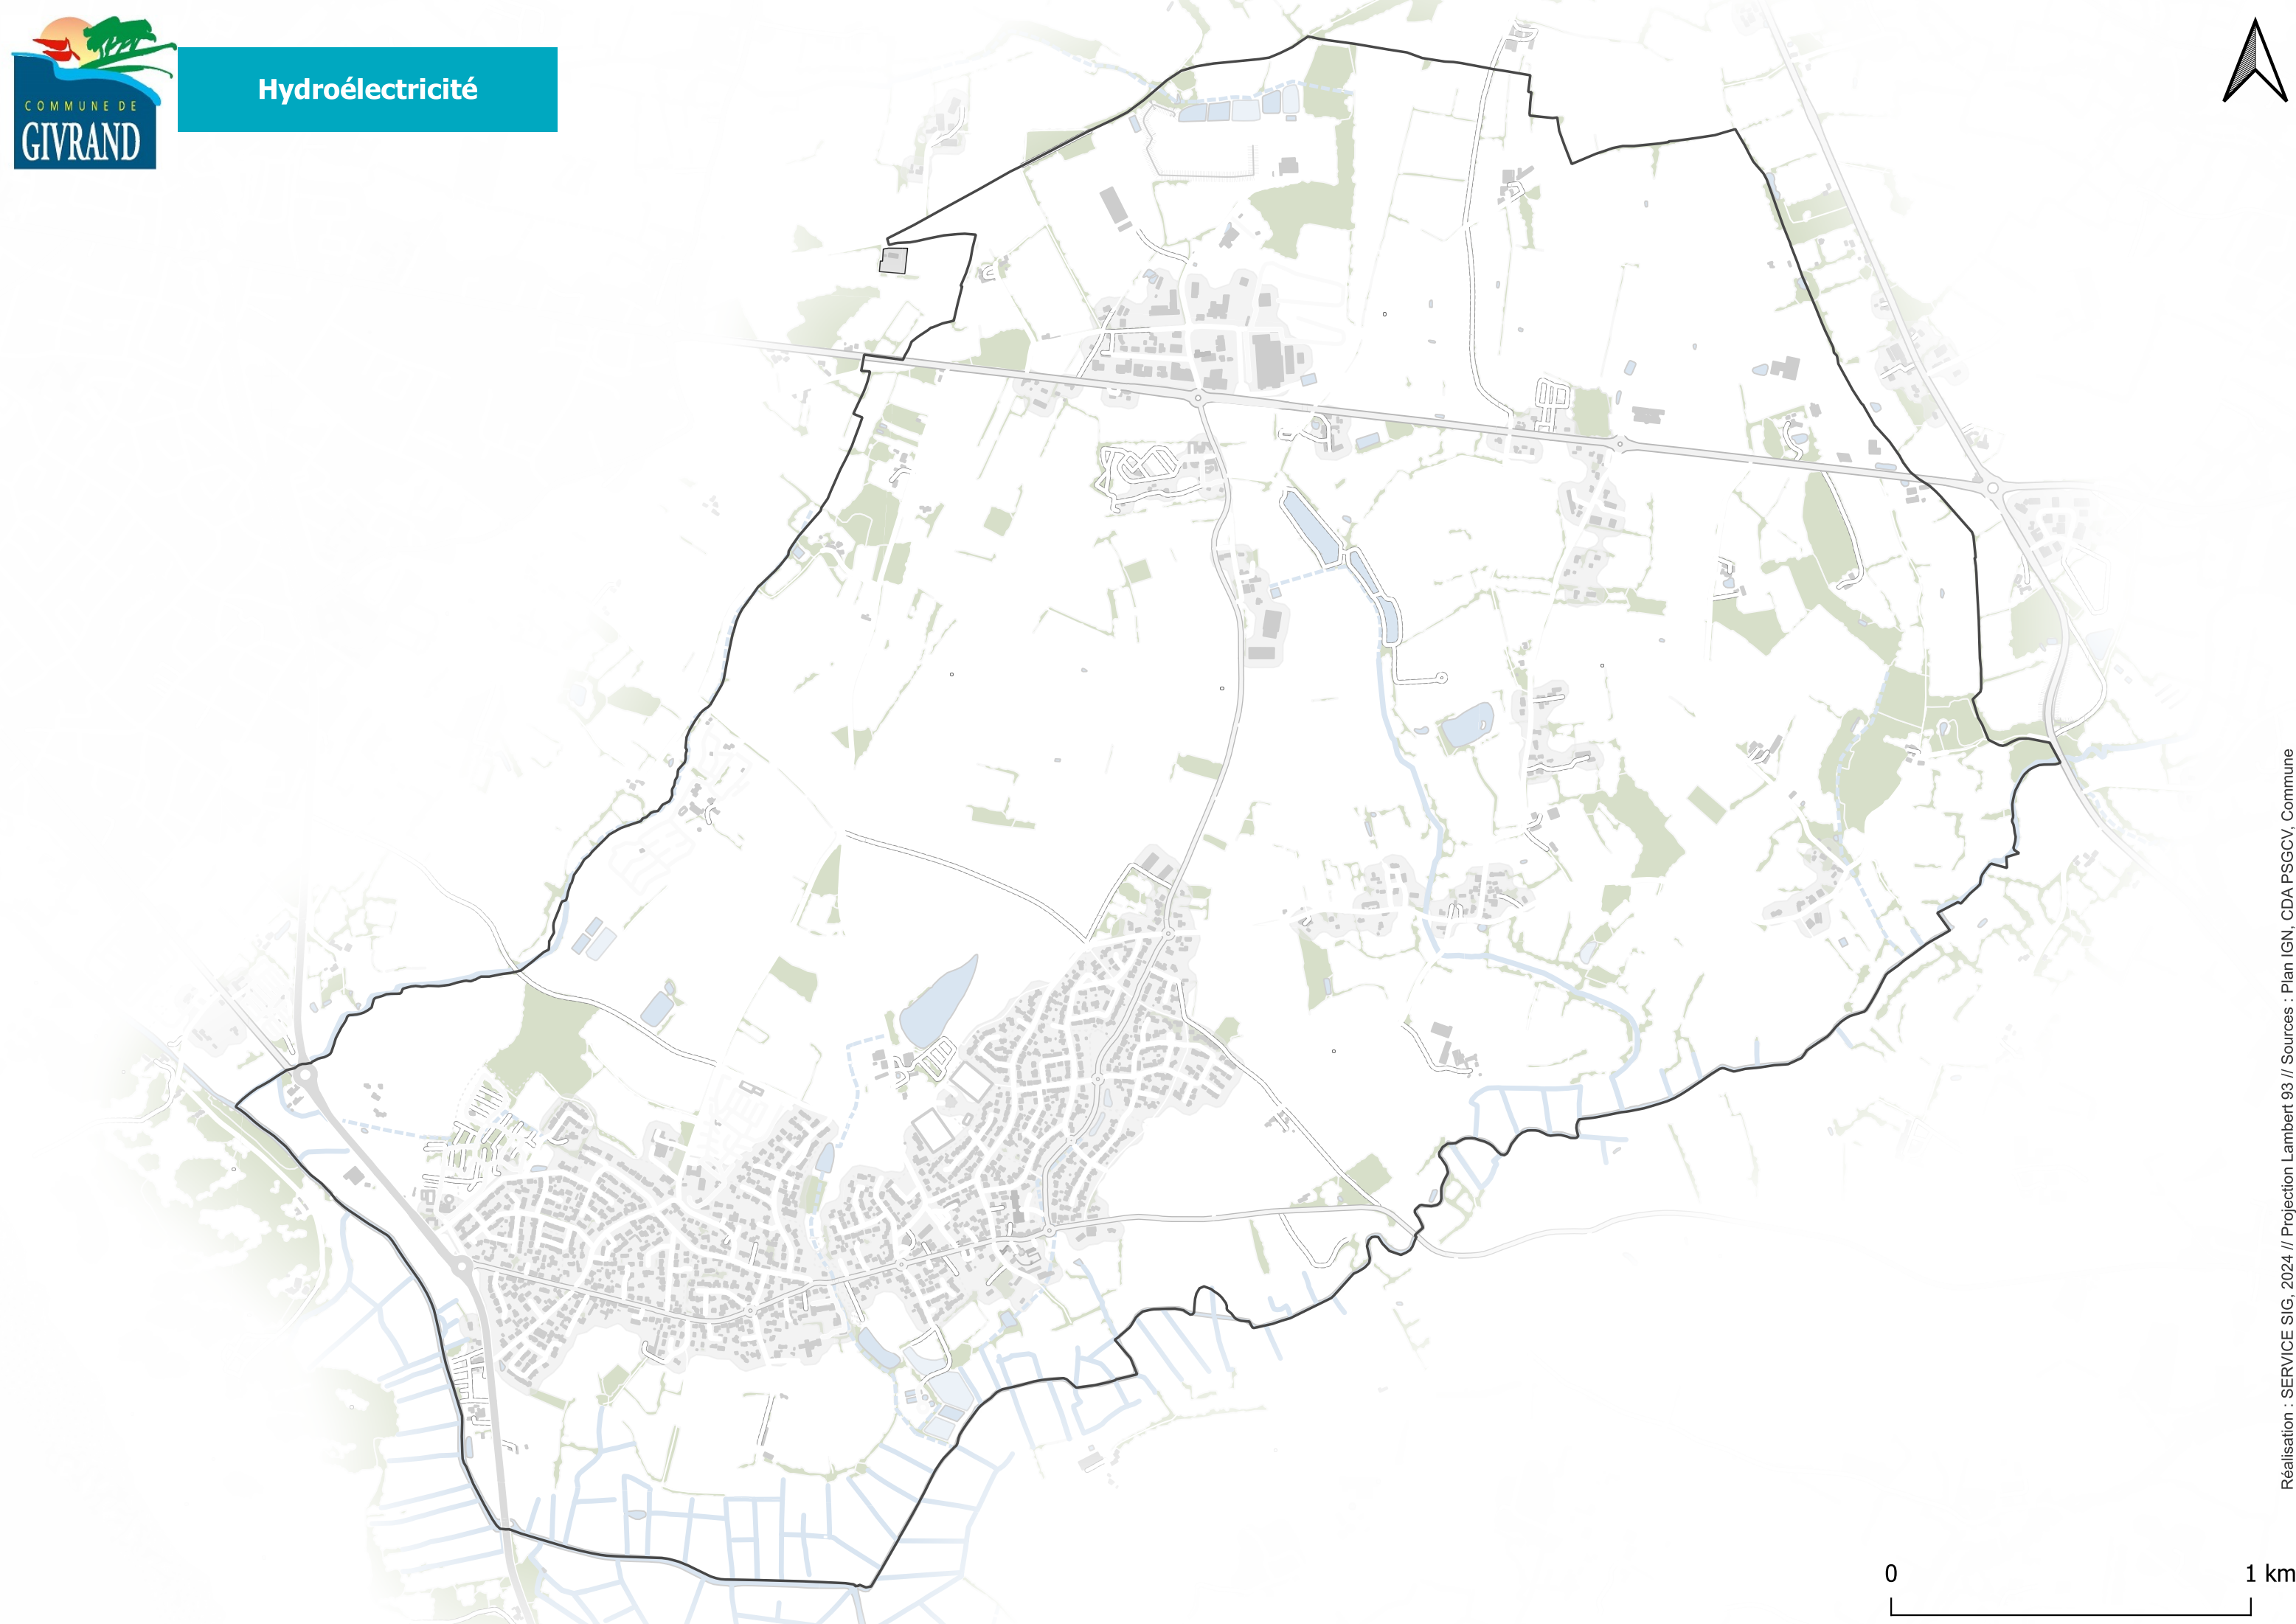 COMMUNE DE
GIVRAND
Hydroélectricité
Réalisation : SERVICE SIG, 2024 // Projection Lambert 93 // Sources : Plan IGN, CDA PSGCV, Commune
0 1 km